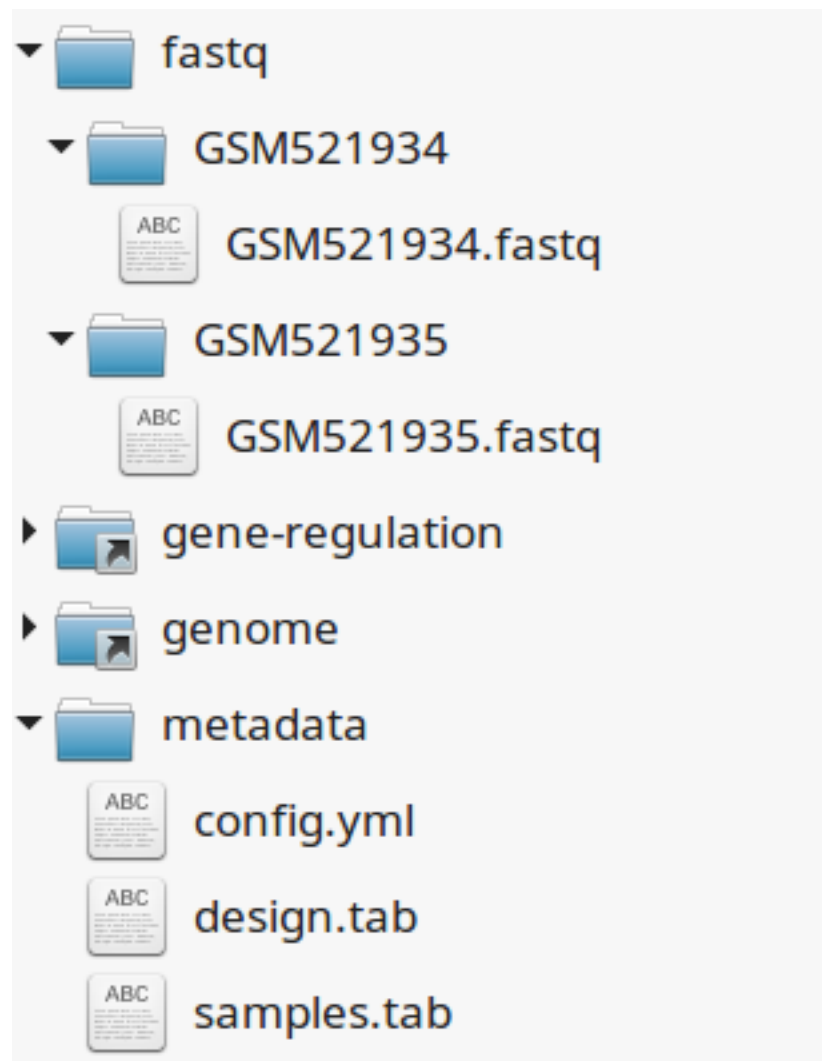 fastq
GSM521934
ABC
GSM521934.fastq
GSM521935
ABC
GSM521935.fastq
gene-regulation
genome
metadata
ABC
config.yml
ABC
design.tab
ABC
samples.tab